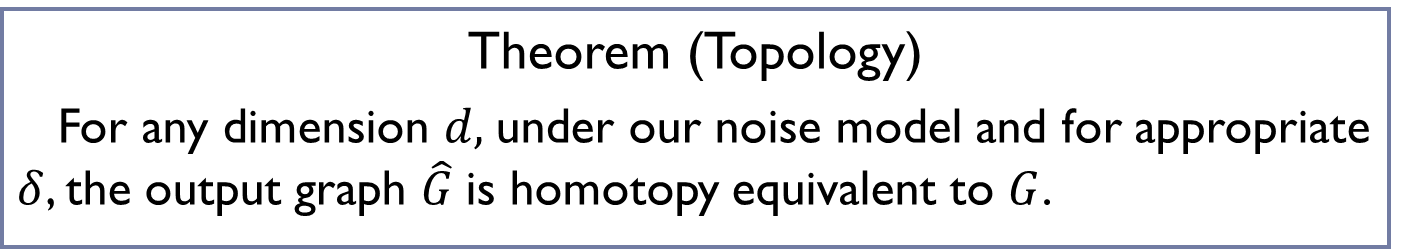 Theorem (Topology)
For any dimension 𝑑, under our noise model and for appropriate
𝛿, the output graph 𝐺̂ is homotopy equivalent to 𝐺.